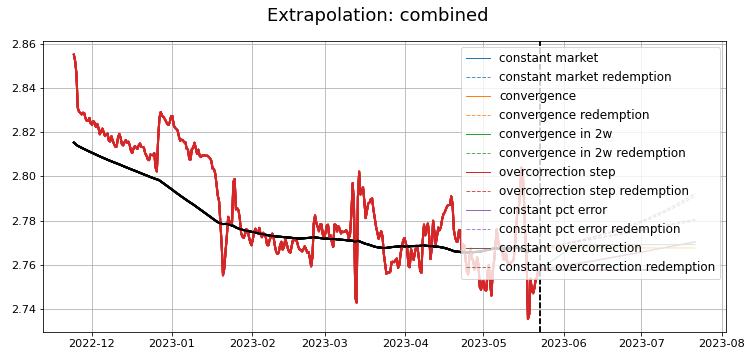 Extrapolation: combined
2.86
2.84
2.82
2.80
2.78
2.76
2.74
constant market
constant market redemption
convergence
convergence redemption
convergence in 2w
convergence in 2w redemption
overcorrection step
overcorrection step redemption
constant pct error
constant pct error redemption
constant overcorrection
constant overcorrection redemption
2022-12 2023-01 2023-02 2023-03 2023-04 2023-05 2023-06 2023-07 2023-08